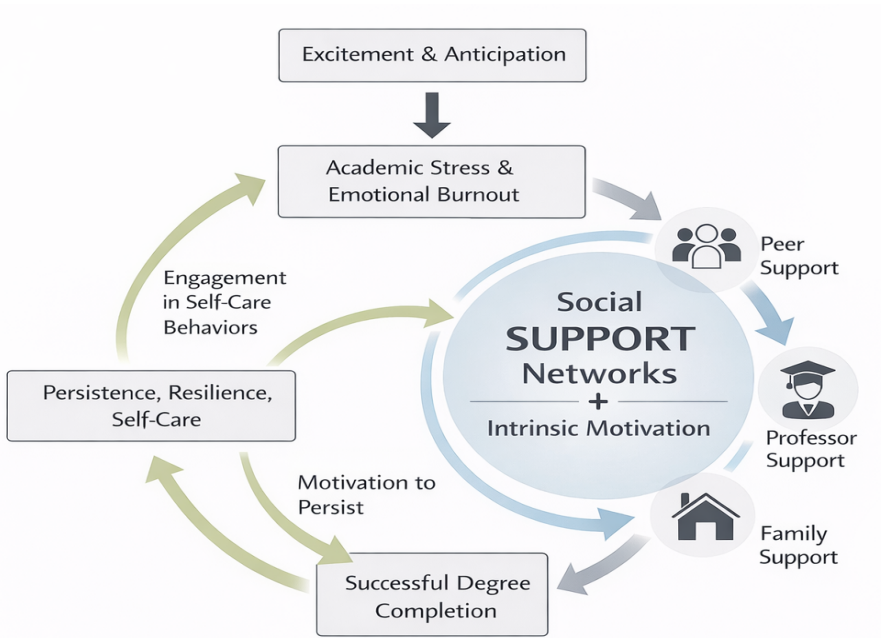 Excitement & Anticipation
Academic Stress &
Emotional Burnout
Peer
Support
Engagement
in Self-Care
Behaviors
Social
SUPPORT
Networks
+
Intrinsic Motivation
Persistence, Resilience,
Self-Care
Professor
Support
Motivation to
Persist
Family
Support
Successful Degree
Completion